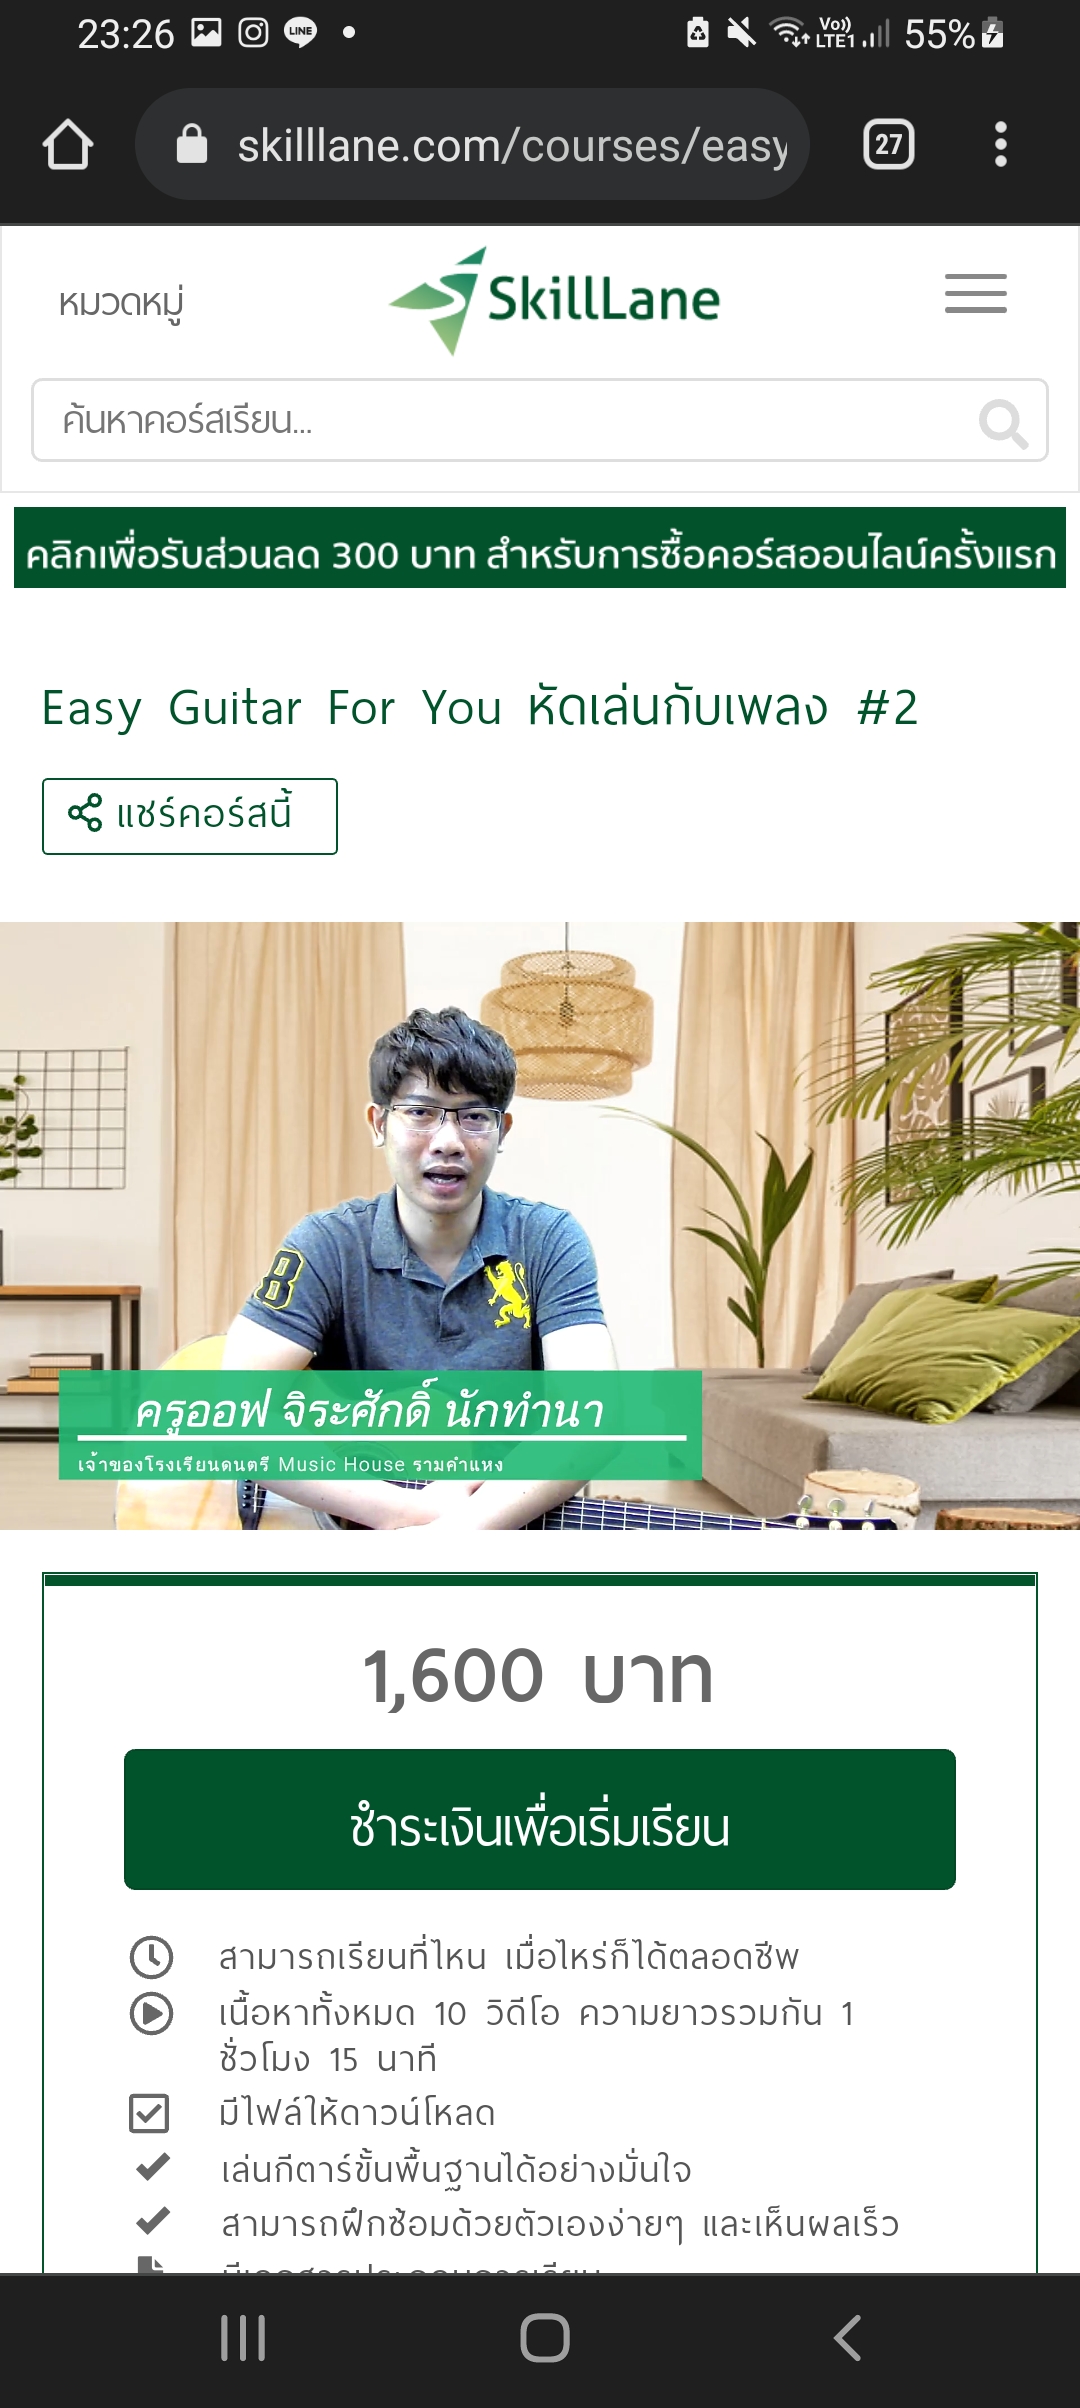 23:26
LINE
Vo))
LTE1
55%
skilllane.com/courses/easy
27
หมวดหมู่
SkillLane
ค้นหาคอร์สเรียน...
คลิกเพื่อรับส่วนลด 300 บาท สำหรับการซื้อคอร์สออนไลน์ครั้งแรก
Easy Guitar For You หัดเล่นกับเพลง #2
แชร์คอร์สนี้
8
ครูออฟ จิระศักดิ์ นักทำนา
เจ้าของโรงเรียนดนตรี Music House รามคำแหง
1,600 บาท
ชำระเงินเพื่อเริ่มเรียน
สามารถเรียนที่ไหน เมื่อไหร่ก็ได้ตลอดชีพ
เนื้อหาทั้งหมด 10 วิดีโอ ความยาวรวมกัน 1
ชั่วโมง 15 นาที
มีไฟล์ให้ดาวน์โหลด
เล่นกีตาร์ขั้นพื้นฐานได้อย่างมั่นใจ
สามารถฝึกซ้อมด้วยตัวเองง่ายๆ และเห็นผลเร็ว